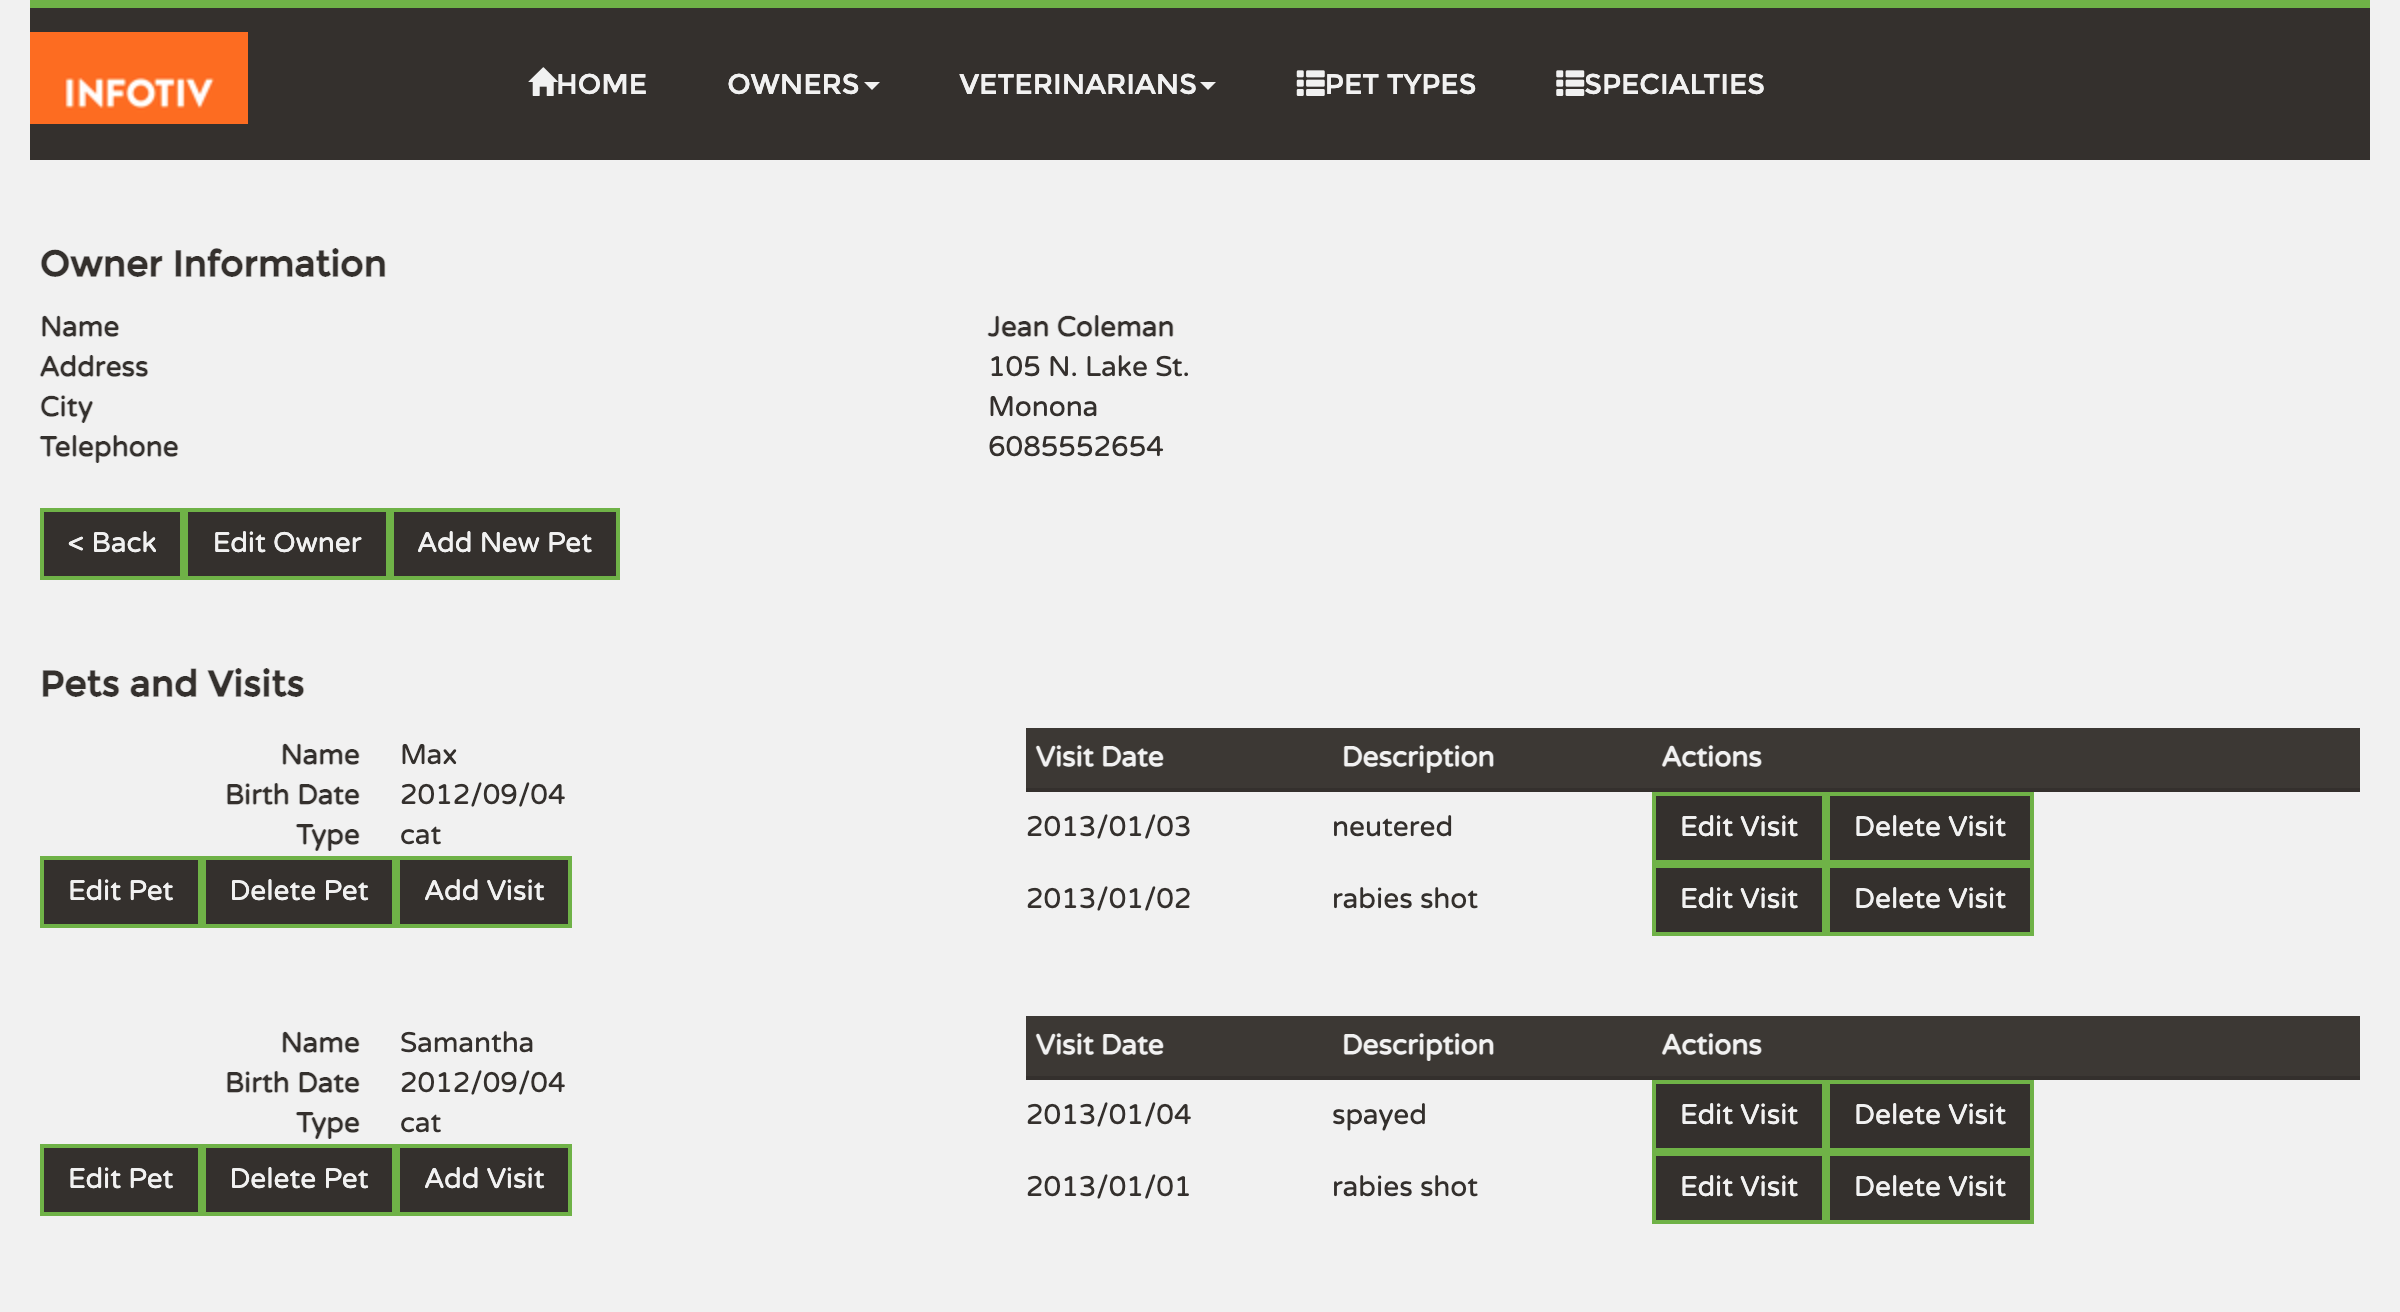 INFOTIV HOME OWNERS VETERINARIANS PET TYPES SPECIALTIES
Owner Information
Name Jean Coleman
Address 105 N. Lake St.
City Monona
Telephone 6085552654
< Back Edit Owner Add New Pet
Pets and Visits
Name Max
Birth Date 2012/09/04
Type cat
Edit Pet Delete Pet Add Visit
Visit Date Description Actions
2013/01/03 neutered Edit Visit Delete Visit
2013/01/02 rabies shot Edit Visit Delete Visit
Name Samantha
Birth Date 2012/09/04
Type cat
Edit Pet Delete Pet Add Visit
Visit Date Description Actions
2013/01/04 spayed Edit Visit Delete Visit
2013/01/01 rabies shot Edit Visit Delete Visit